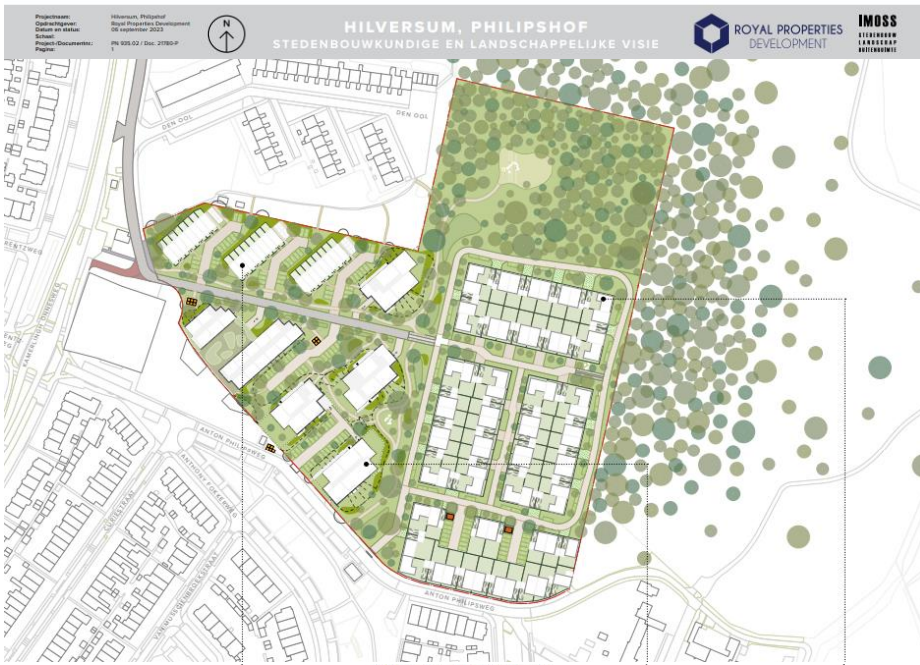 Projectnaam: Hilversum, Philipshof
Opdrachtgever: Royal Properties Development
Datum en status: 06 september 2023
Schaal:
Project-/Documentnr.: PN 935.02 / Doc. 21780-P
Pagina: 1
N
HILVERSUM, PHILIPSHOF
STEDENBOUWKUNDIGE EN LANDSCHAPPELIJKE VISIE
ROYAL PROPERTIES
DEVELOPMENT
IMOSS
STEDENBOUW
LANDSCHAP
BUITENRUIMTE
DEN OOL
DEN OOL
ANTON PHILIPSWEG
ANTHONY FOKKERWEG
ANTON PHILIPSWEG